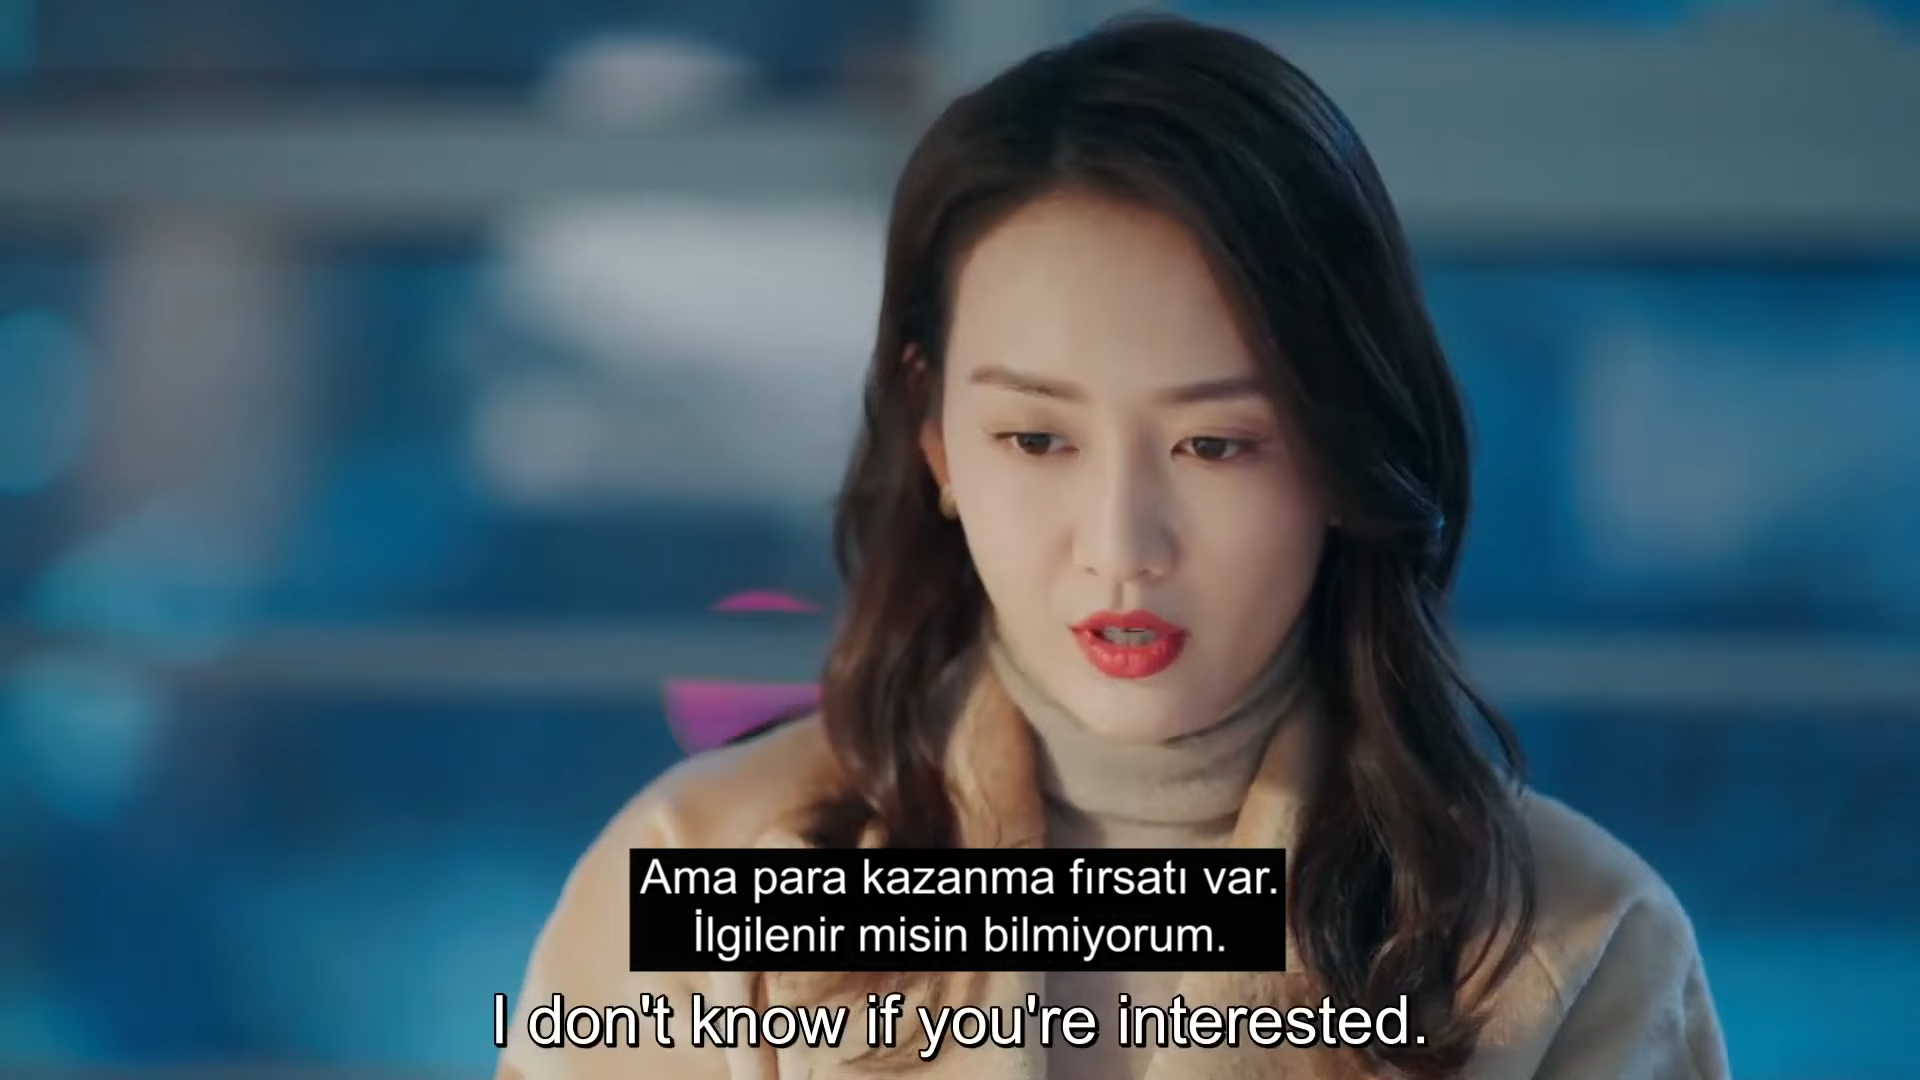 Ama para kazanma fırsatı var.
İlgilenir misin bilmiyorum.
I don't know if you're interested.